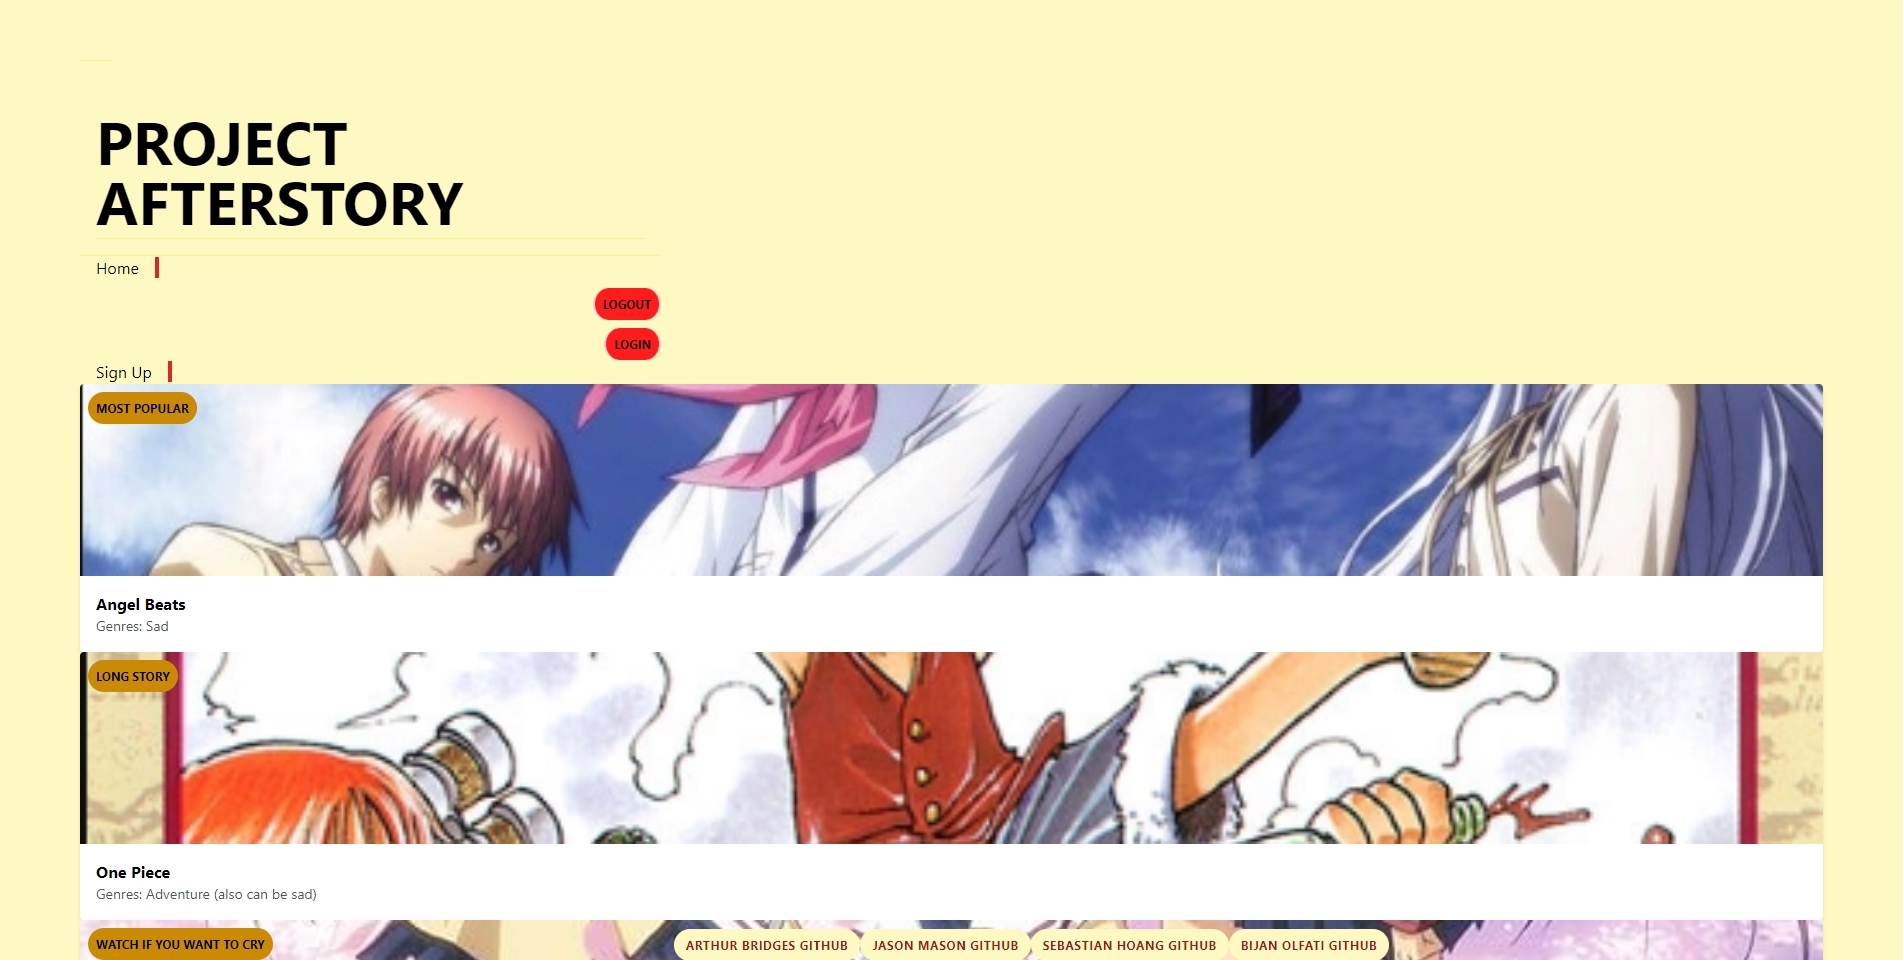 PROJECT
AFTERSTORY
Home
LOGOUT
LOGIN
Sign Up
MOST POPULAR
Angel Beats
Genres: Sad
LONG STORY
One Piece
Genres: Adventure (also can be sad)
WATCH IF YOU WANT TO CRY
ARTHUR BRIDGES GITHUB
JASON MASON GITHUB
SEBASTIAN HOANG GITHUB
BIJAN OLFATI GITHUB